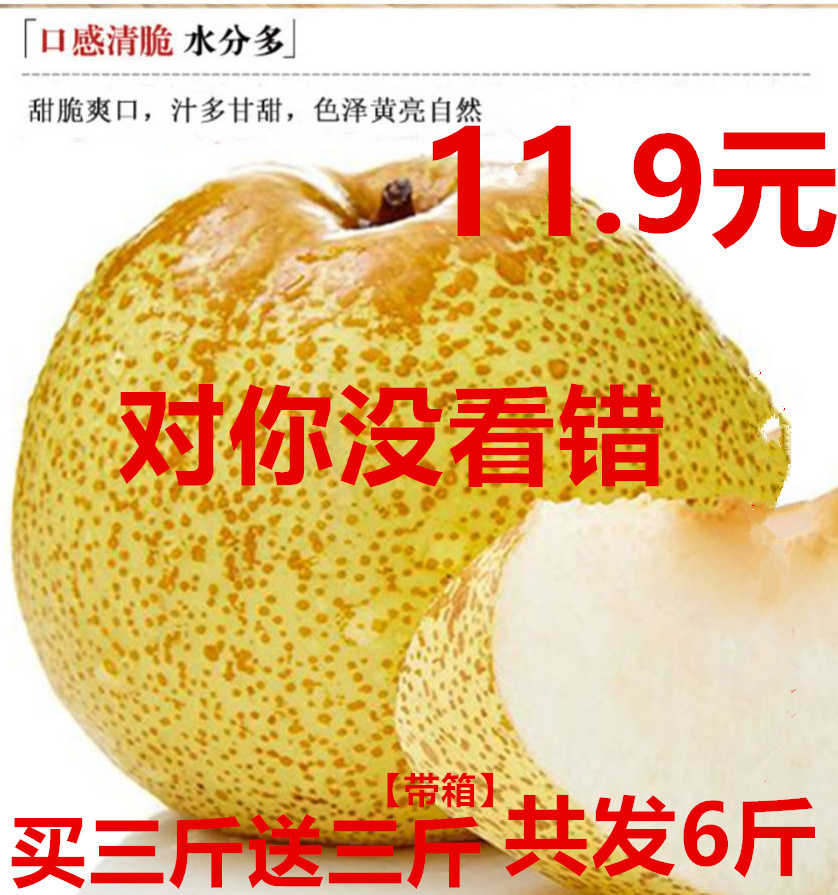 「口感清脆 水分多」
甜脆爽口，汁多甘甜，色泽黄亮自然
11.9元
对你没看错
【带箱】
买三斤送三斤 共发6斤